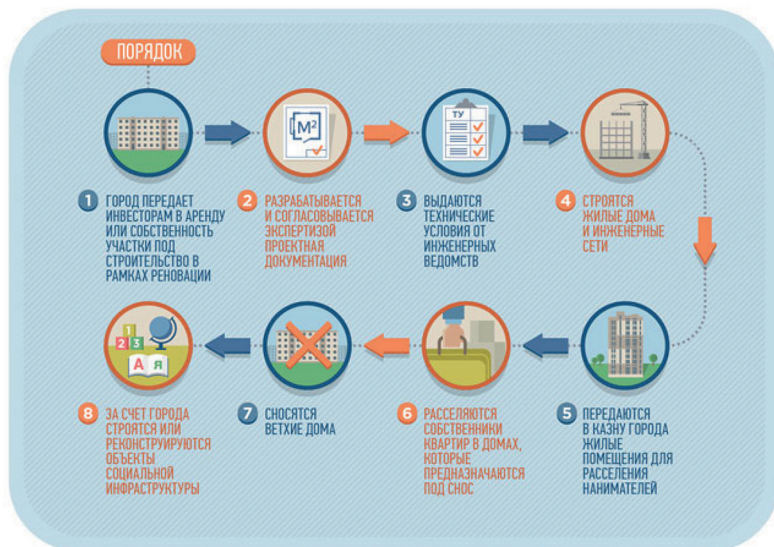 ПОРЯДОК
М²
ТУ
1 ГОРОД ПЕРЕДАЕТ
ИНВЕСТОРАМ В АРЕНДУ
ИЛИ СОБСТВЕННОСТЬ
УЧАСТКИ ПОД
СТРОИТЕЛЬСТВО В
РАМКАХ РЕНОВАЦИИ
2 РАЗРАБАТЫВАЕТСЯ
И СОГЛАСОВЫВАЕТСЯ
ЭКСПЕРТИЗОЙ
ПРОЕКТНАЯ
ДОКУМЕНТАЦИЯ
3 ВЫДАЮТСЯ
ТЕХНИЧЕСКИЕ
УСЛОВИЯ ОТ
ИНЖЕНЕРНЫХ
ВЕДОМСТВ
4 СТРОЯТСЯ
ЖИЛЫЕ ДОМА
И ИНЖЕНЕРНЫЕ
СЕТИ
5 ПЕРЕДАЮТСЯ
В КАЗНУ ГОРОДА
ЖИЛЫЕ
ПОМЕЩЕНИЯ ДЛЯ
РАССЕЛЕНИЯ
НАНИМАТЕЛЕЙ
6 РАССЕЛЯЮТСЯ
СОБСТВЕННИКИ
КВАРТИР В ДОМАХ,
КОТОРЫЕ
ПРЕДНАЗНАЧАЮТСЯ
ПОД СНОС
7 СНОСЯТСЯ
ВЕТХИЕ ДОМА
1
2 3
А Я
8 ЗА СЧЕТ ГОРОДА
СТРОЯТСЯ ИЛИ
РЕКОНСТРУИРУЮТСЯ
ОБЪЕКТЫ
СОЦИАЛЬНОЙ
ИНФРАСТРУКТУРЫ